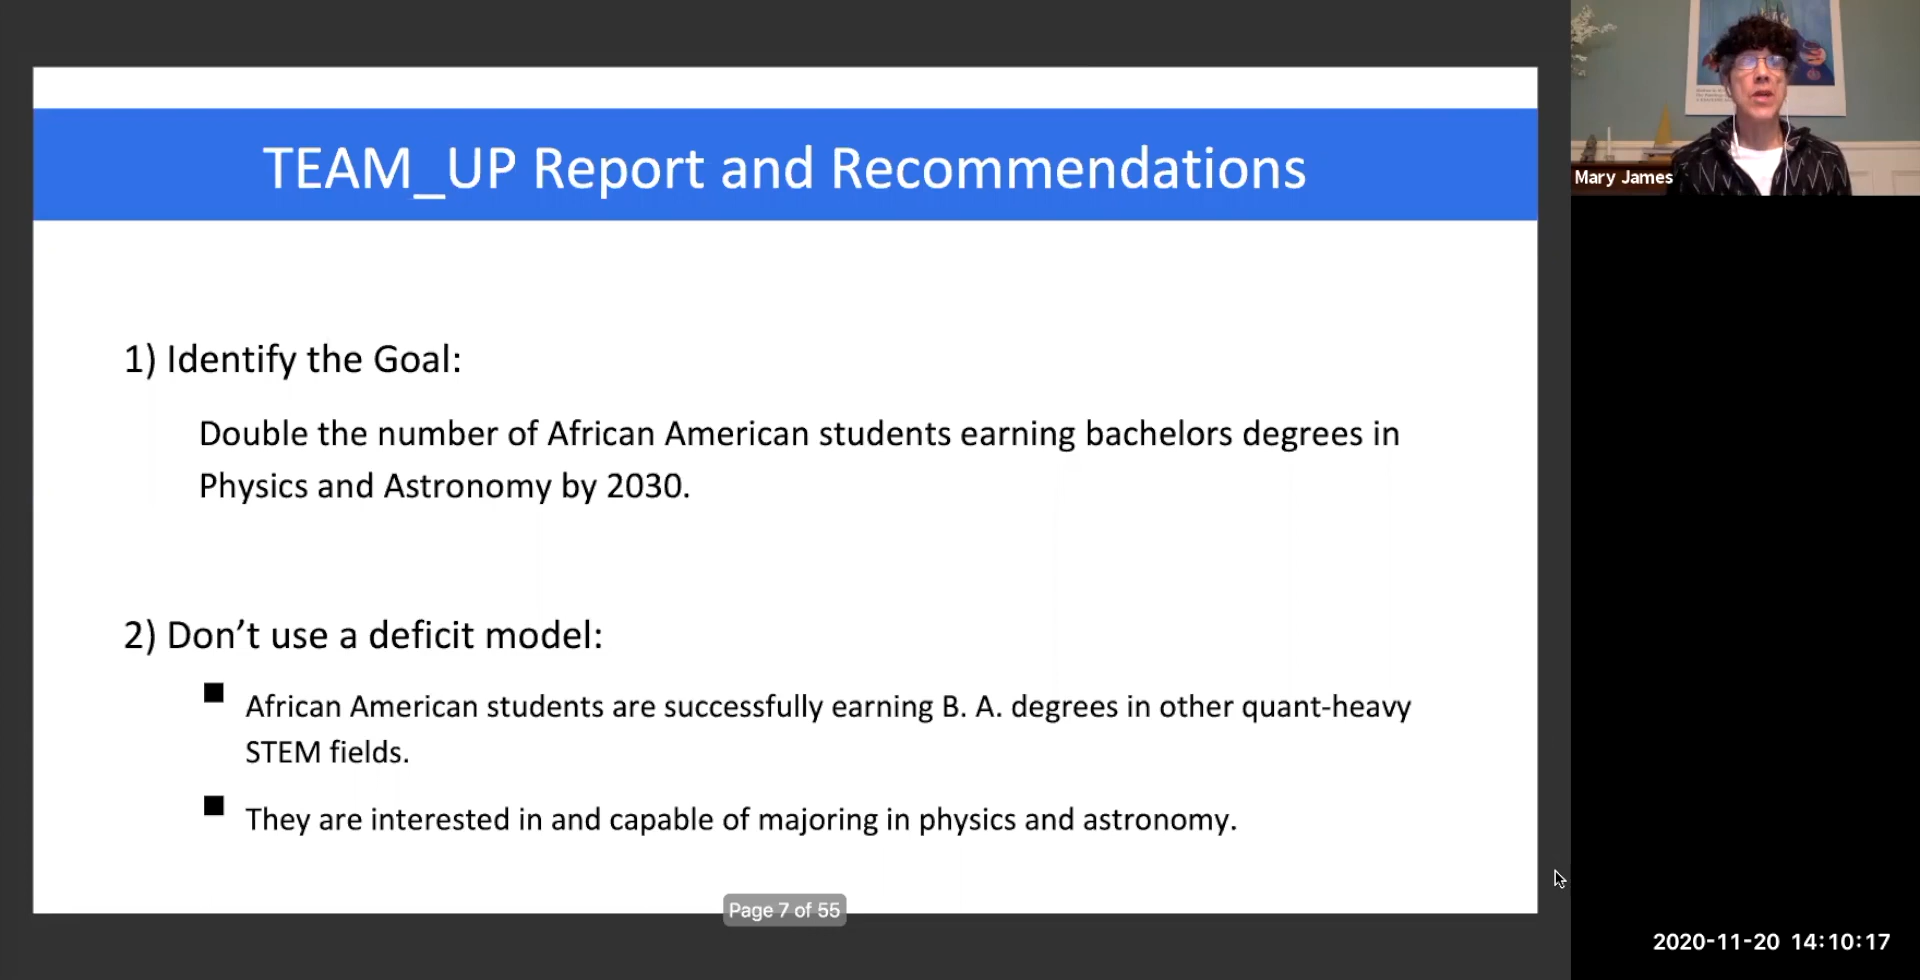 TEAM_UP Report and Recommendations
1) Identify the Goal:
Double the number of African American students earning bachelors degrees in
Physics and Astronomy by 2030.
2) Don’t use a deficit model:
■ African American students are successfully earning B. A. degrees in other quant-heavy
STEM fields.
■ They are interested in and capable of majoring in physics and astronomy.
Page 7 of 55
Mary James
2020-11-20 14:10:17